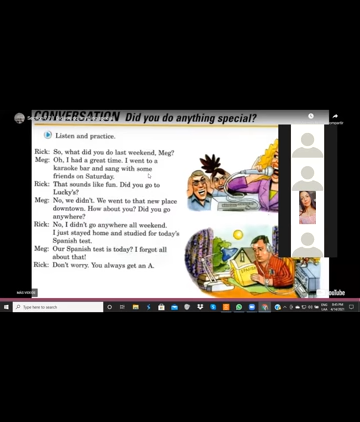 CONVERSATION Did you do anything special?
Listen and practice.
Rick: So, what did you do last weekend, Meg?
Meg: Oh, I had a great time. I went to a
karaoke bar and sang with some
friends on Saturday.
Rick: That sounds like fun. Did you go to
Lucky's?
Meg: No, we didn't. We went to that new place
downtown. How about you? Did you go
anywhere?
Rick: No, I didn't go anywhere all weekend.
I just stayed home and studied for today's
Spanish test.
Meg: Our Spanish test is today? I forgot all
about that!
Rick: Don't worry. You always get an A.
MÁS VIDEOS
YouTube
Type here to search